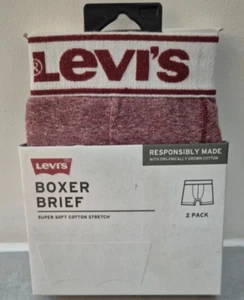 ®Levi's
Levi's
RESPONSIBLY MADE
WITH ORGANICALLY GROWN COTTON
BOXER
BRIEF
SUPER SOFT COTTON STRETCH
2 PACK